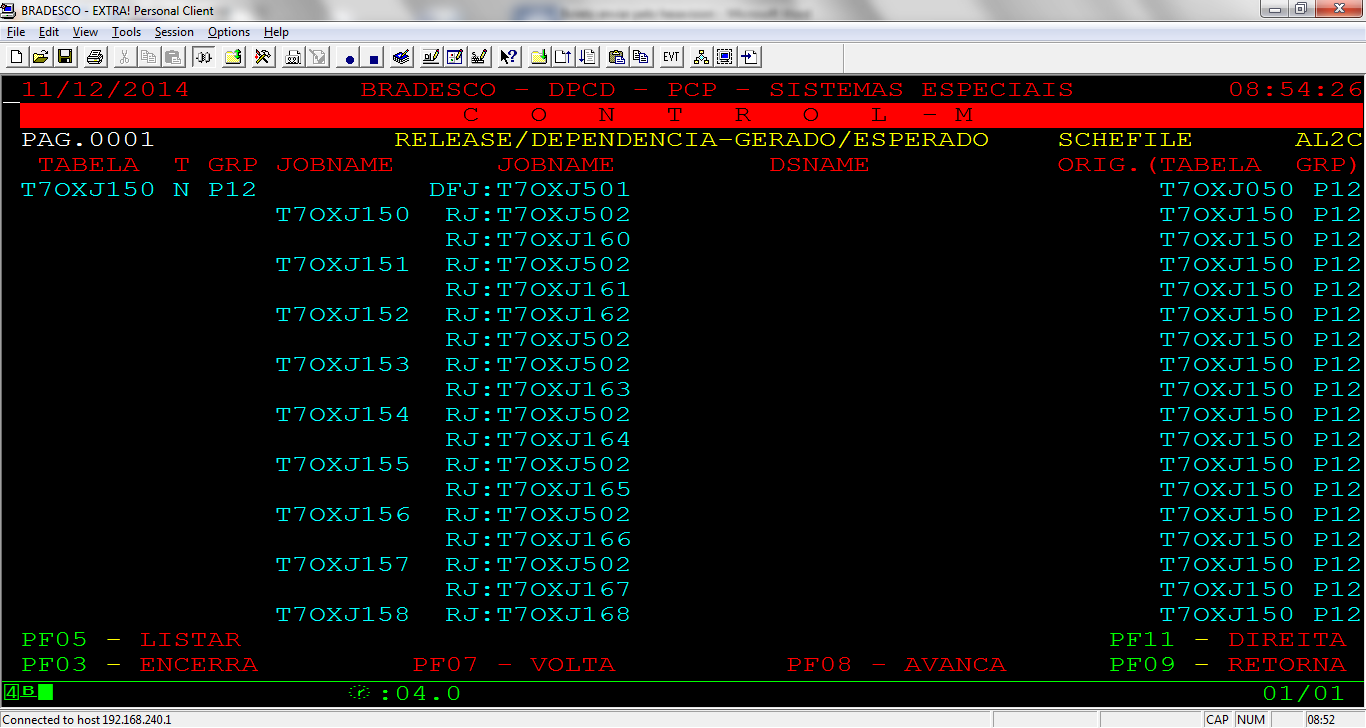 BRADESCO - EXTRA! Personal Client
File Edit View Tools Session Options Help
EVT
11/12/2014 BRADESCO - DPCD - PCP - SISTEMAS ESPECIAIS 08:54:26
C O N T R O L - M
PAG.0001 RELEASE/DEPENDENCIA-GERADO/ESPERADO SCHEFILE AL2C
TABELA T GRP JOBNAME JOBNAME DSNAME ORIG.(TABELA GRP)
T7OXJ150 N P12 DFJ:T7OXJ501 T7OXJ050 P12
T7OXJ150 RJ:T7OXJ502 T7OXJ150 P12
RJ:T7OXJ160 T7OXJ150 P12
T7OXJ151 RJ:T7OXJ502 T7OXJ150 P12
RJ:T7OXJ161 T7OXJ150 P12
T7OXJ152 RJ:T7OXJ162 T7OXJ150 P12
RJ:T7OXJ502 T7OXJ150 P12
T7OXJ153 RJ:T7OXJ502 T7OXJ150 P12
RJ:T7OXJ163 T7OXJ150 P12
T7OXJ154 RJ:T7OXJ502 T7OXJ150 P12
RJ:T7OXJ164 T7OXJ150 P12
T7OXJ155 RJ:T7OXJ502 T7OXJ150 P12
RJ:T7OXJ165 T7OXJ150 P12
T7OXJ156 RJ:T7OXJ502 T7OXJ150 P12
RJ:T7OXJ166 T7OXJ150 P12
T7OXJ157 RJ:T7OXJ502 T7OXJ150 P12
RJ:T7OXJ167 T7OXJ150 P12
T7OXJ158 RJ:T7OXJ168 T7OXJ150 P12
PF05 - LISTAR PF11 - DIREITA
PF03 - ENCERRA PF07 - VOLTA PF08 - AVANCA PF09 - RETORNA
4B :04.0 01/01
Connected to host 192.168.240.1 CAP NUM 08:52